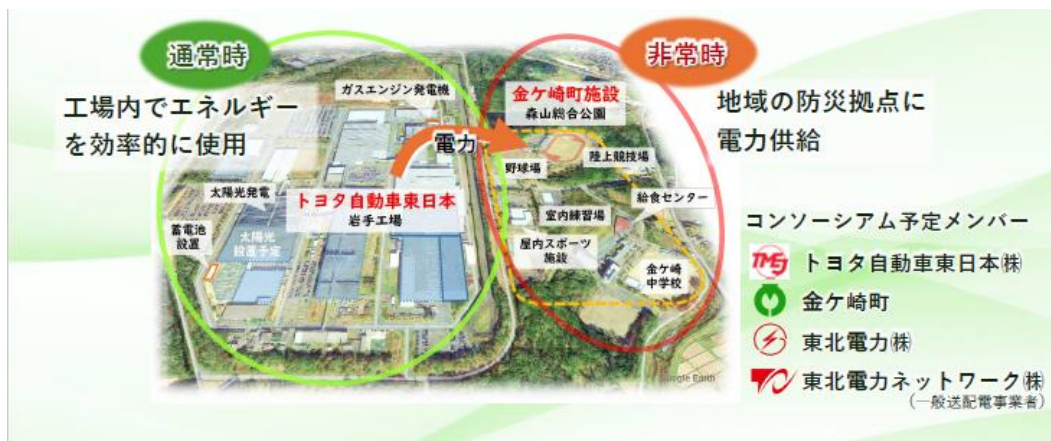 通常時
工場内でエネルギー
を効率的に使用
ガスエンジン発電機
電力
太陽光発電
トヨタ自動車東日本
岩手工場
蓄電池
設置
太陽光
設置予定
非常時
地域の防災拠点に
電力供給
金ケ崎町施設
森山総合公園
野球場
陸上競技場
給食センター
室内練習場
屋内スポーツ
施設
金ケ崎
中学校
Google Earth
コンソーシアム予定メンバー
TMEJ
トヨタ自動車東日本㈱
金ケ崎町
東北電力㈱
東北電力ネットワーク㈱
(一般送配電事業者)